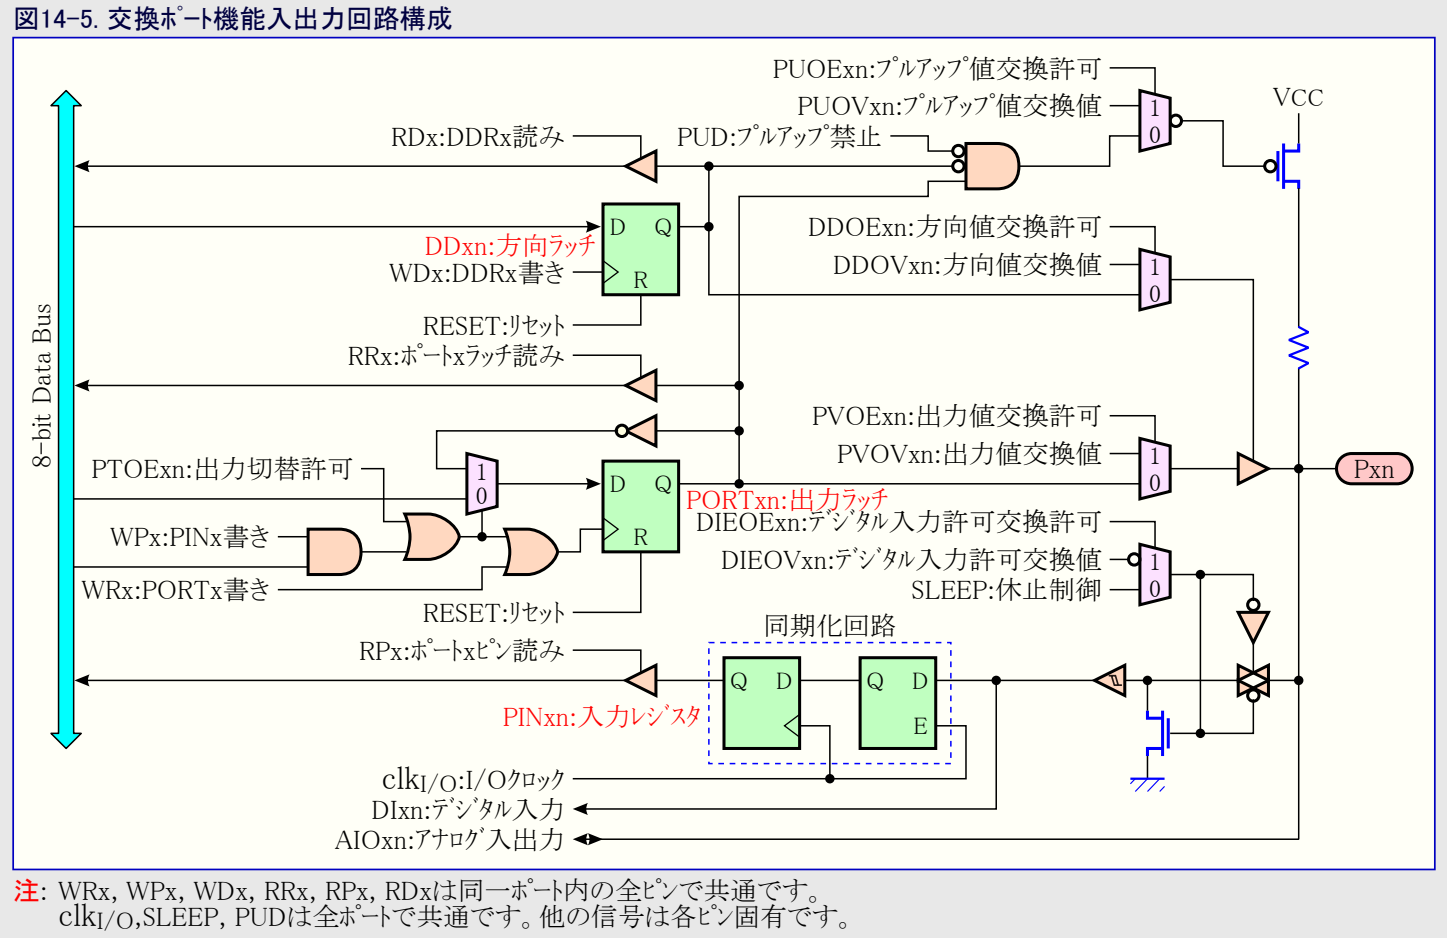 図14-5. 交換ﾎﾟｰﾄ機能入出力回路構成
PUOExn:ﾌﾟﾙｱｯﾌﾟ値交換許可
PUOVxn:ﾌﾟﾙｱｯﾌﾟ値交換値
1
0
VCC
RDx:DDRx読み
PUD:ﾌﾟﾙｱｯﾌﾟ禁止
D
Q
R
DDxn:方向ﾗｯﾁ
WDx:DDRx書き
RESET:ﾘｾｯﾄ
DDOExn:方向値交換許可
DDOVxn:方向値交換値
1
0
8-bit Data Bus
RRx:ﾎﾟｰﾄxﾗｯﾁ読み
PVOExn:出力値交換許可
PVOVxn:出力値交換値
1
0
Pxn
PTOExn:出力切替許可
1
0
D
Q
R
PORTxn:出力ﾗｯﾁ
WPx:PINx書き
WRx:PORTx書き
RESET:ﾘｾｯﾄ
DIEOExn:ﾃﾞｼﾞﾀﾙ入力許可交換許可
DIEOVxn:ﾃﾞｼﾞﾀﾙ入力許可交換値
SLEEP:休止制御
1
0
同期化回路
RPx:ﾎﾟｰﾄxﾋﾟﾝ読み
Q
D
Q
D
E
PINxn:入力ﾚｼﾞｽﾀ
clkI/O:I/Oｸﾛｯｸ
DIxn:ﾃﾞｼﾞﾀﾙ入力
AIOxn:ｱﾅﾛｸﾞ入出力
注: WRx, WPx, WDx, RRx, RPx, RDxは同一ﾎﾟｰﾄ内の全ﾋﾟﾝで共通です。
clkI/O,SLEEP, PUDは全ﾎﾟｰﾄで共通です。他の信号は各ﾋﾟﾝ固有です。